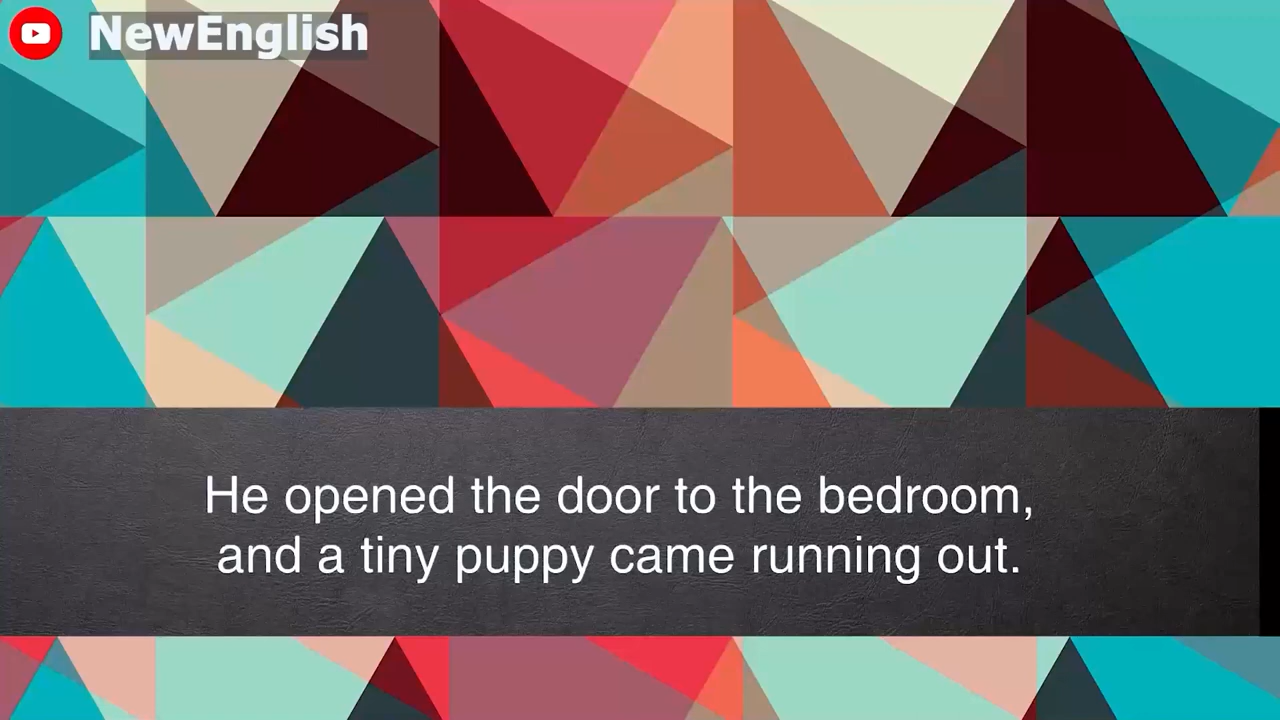 NewEnglish
He opened the door to the bedroom,
and a tiny puppy came running out.